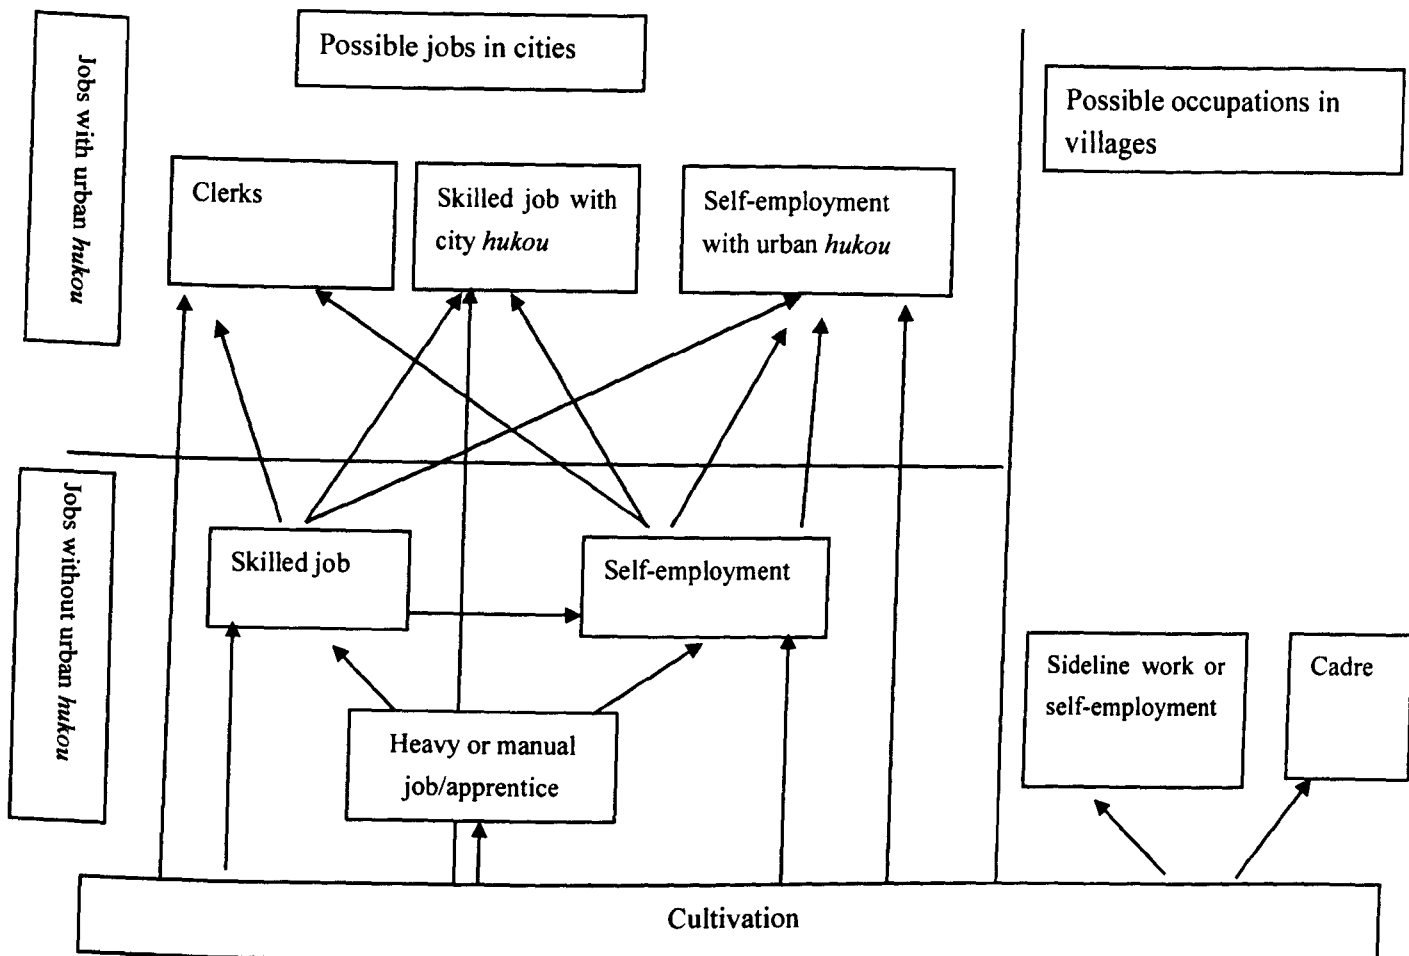 Jobs with urban hukou
Possible jobs in cities
Possible occupations in
villages
Clerks
Skilled job with
city hukou
Self-employment
with urban hukou
Jobs without urban hukou
Skilled job
Self-employment
Heavy or manual
job/apprentice
Sideline work or
self-employment
Cadre
Cultivation